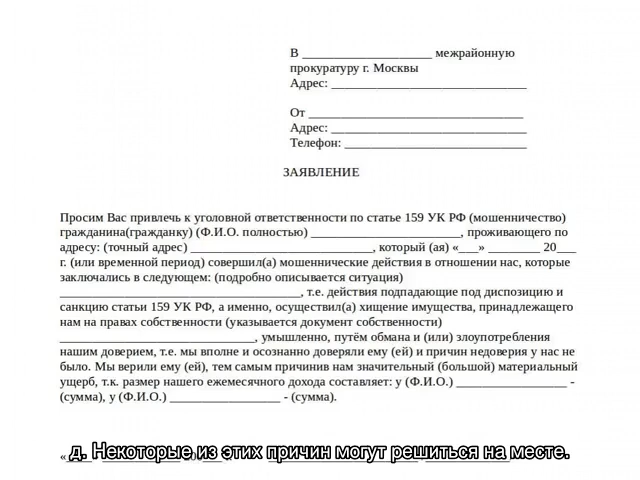 В ____________________ межрайонную
прокуратуру г. Москвы
Адрес: ______________________________
От _________________________________
Адрес: ______________________________
Телефон: ____________________________
ЗАЯВЛЕНИЕ
Просим Вас привлечь к уголовной ответственности по статье 159 УК РФ (мошенничество)
гражданина(гражданку) (Ф.И.О. полностью) _______________________, проживающего по
адресу: (точный адрес) ____________________________, который (ая) «___» ________ 20___
г. (или временной период) совершил(а) мошеннические действия в отношении нас, которые
заключались в следующем: (подробно описывается ситуация)
_____________________________________, т.е. действия подпадающие под диспозицию и
санкцию статьи 159 УК РФ, а именно, осуществил(а) хищение имущества, принадлежащего
нам на правах собственности (указывается документ собственности)
______________________________, умышленно, путём обмана и (или) злоупотребления
нашим доверием, т.е. мы вполне и осознанно доверяли ему (ей) и причин недоверия у нас не
было. Мы верили ему (ей), тем самым причинив нам значительный (большой) материальный
ущерб, т.к. размер нашего ежемесячного дохода составляет: у (Ф.И.О.) _________________ -
(сумма), у (Ф.И.О.) _________________ - (сумма).
д. Некоторые из этих причин могут решиться на месте.